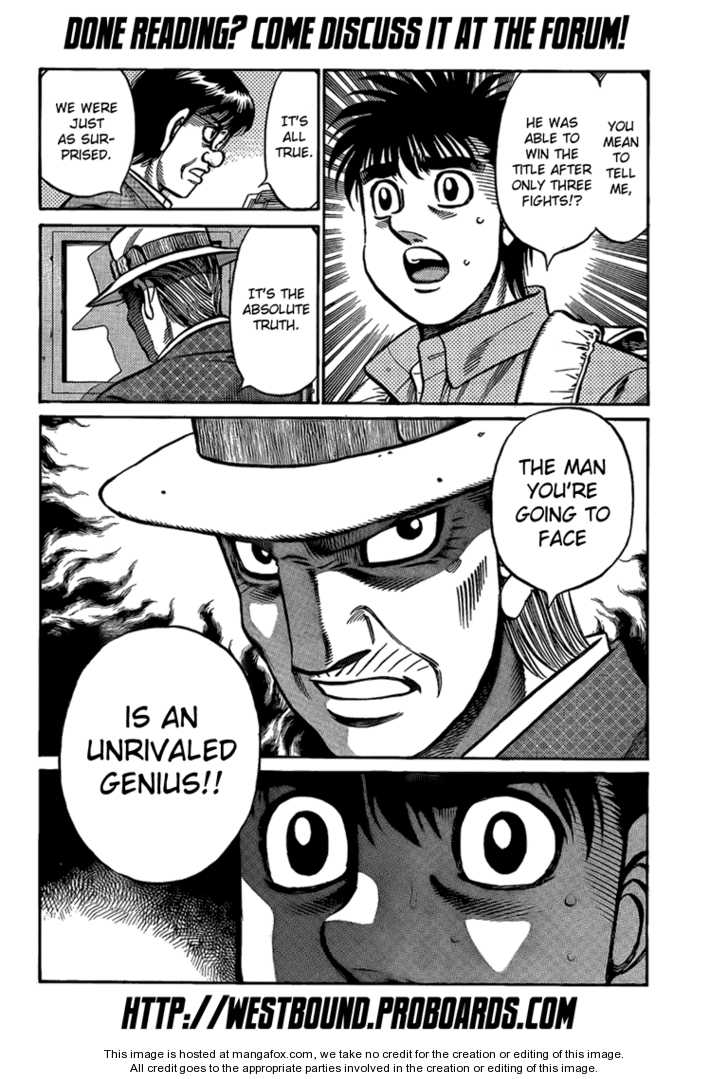 DONE READING? COME DISCUSS IT AT THE FORUM!
YOU
MEAN
TO
TELL
ME,
HE WAS
ABLE TO
WIN THE
TITLE AFTER
ONLY THREE
FIGHTS!?
IT'S
ALL
TRUE.
WE WERE
JUST
AS SUR-
PRISED.
IT'S THE
ABSOLUTE
TRUTH.
THE MAN
YOU'RE
GOING TO
FACE
IS AN
UNRIVALED
GENIUS!!
HTTP://WESTBOUND.PROBOARDS.COM
This image is hosted at mangafox.com, we take no credit for the creation or editing of this image.
All credit goes to the appropriate parties involved in the creation or editing of this image.